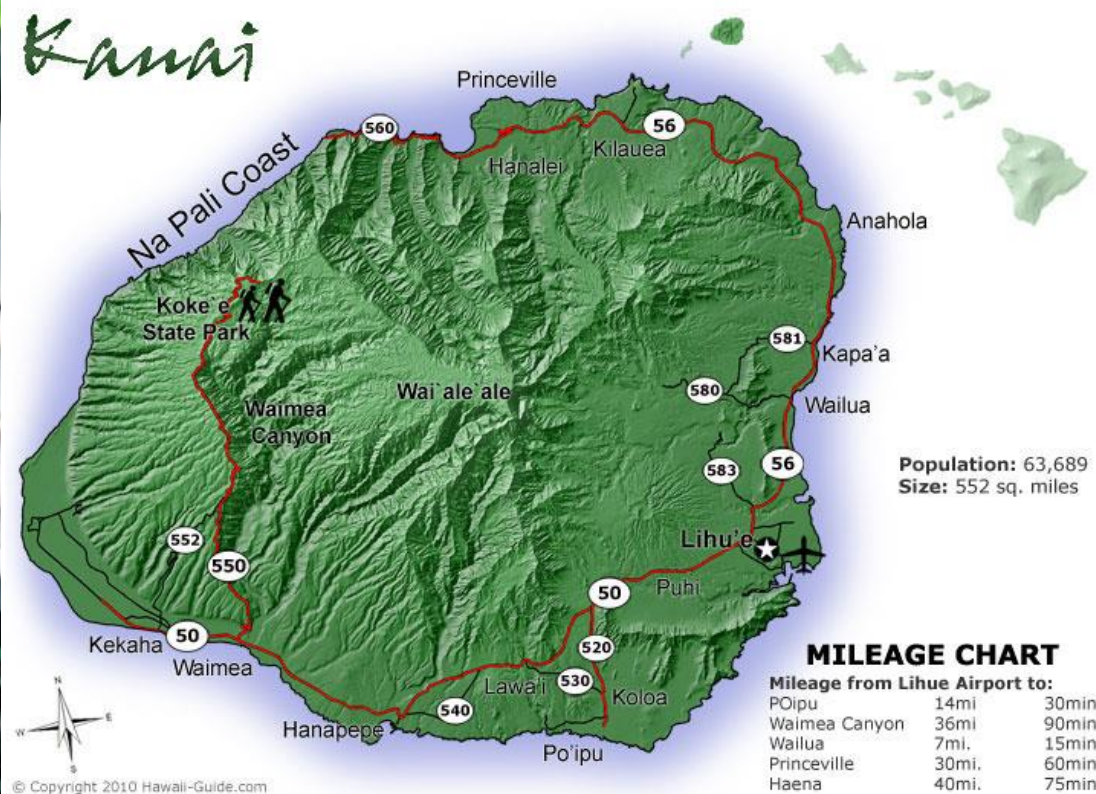 Kauai
Princeville
560
56
Kilauea
Hanalei
Na Pali Coast
Anahola
Koke e
State Park
581
Kapa'a
580
Wai`ale`ale
Wailua
Waimea
Canyon
583
56
Population: 63,689
Size: 552 sq. miles
552
Lihu'e
550
50
Puhi
50
Kekaha
Waimea
520
530
Lawa'i
Koloa
540
Hanapepe
Po'ipu
N
W
E
S
MILEAGE CHART
Mileage from Lihue Airport to:
POipu 14mi 30min
Waimea Canyon 36mi 90min
Wailua 7mi. 15min
Princeville 30mi. 60min
Haena 40mi. 75min
© Copyright 2010 Hawaii-Guide.com